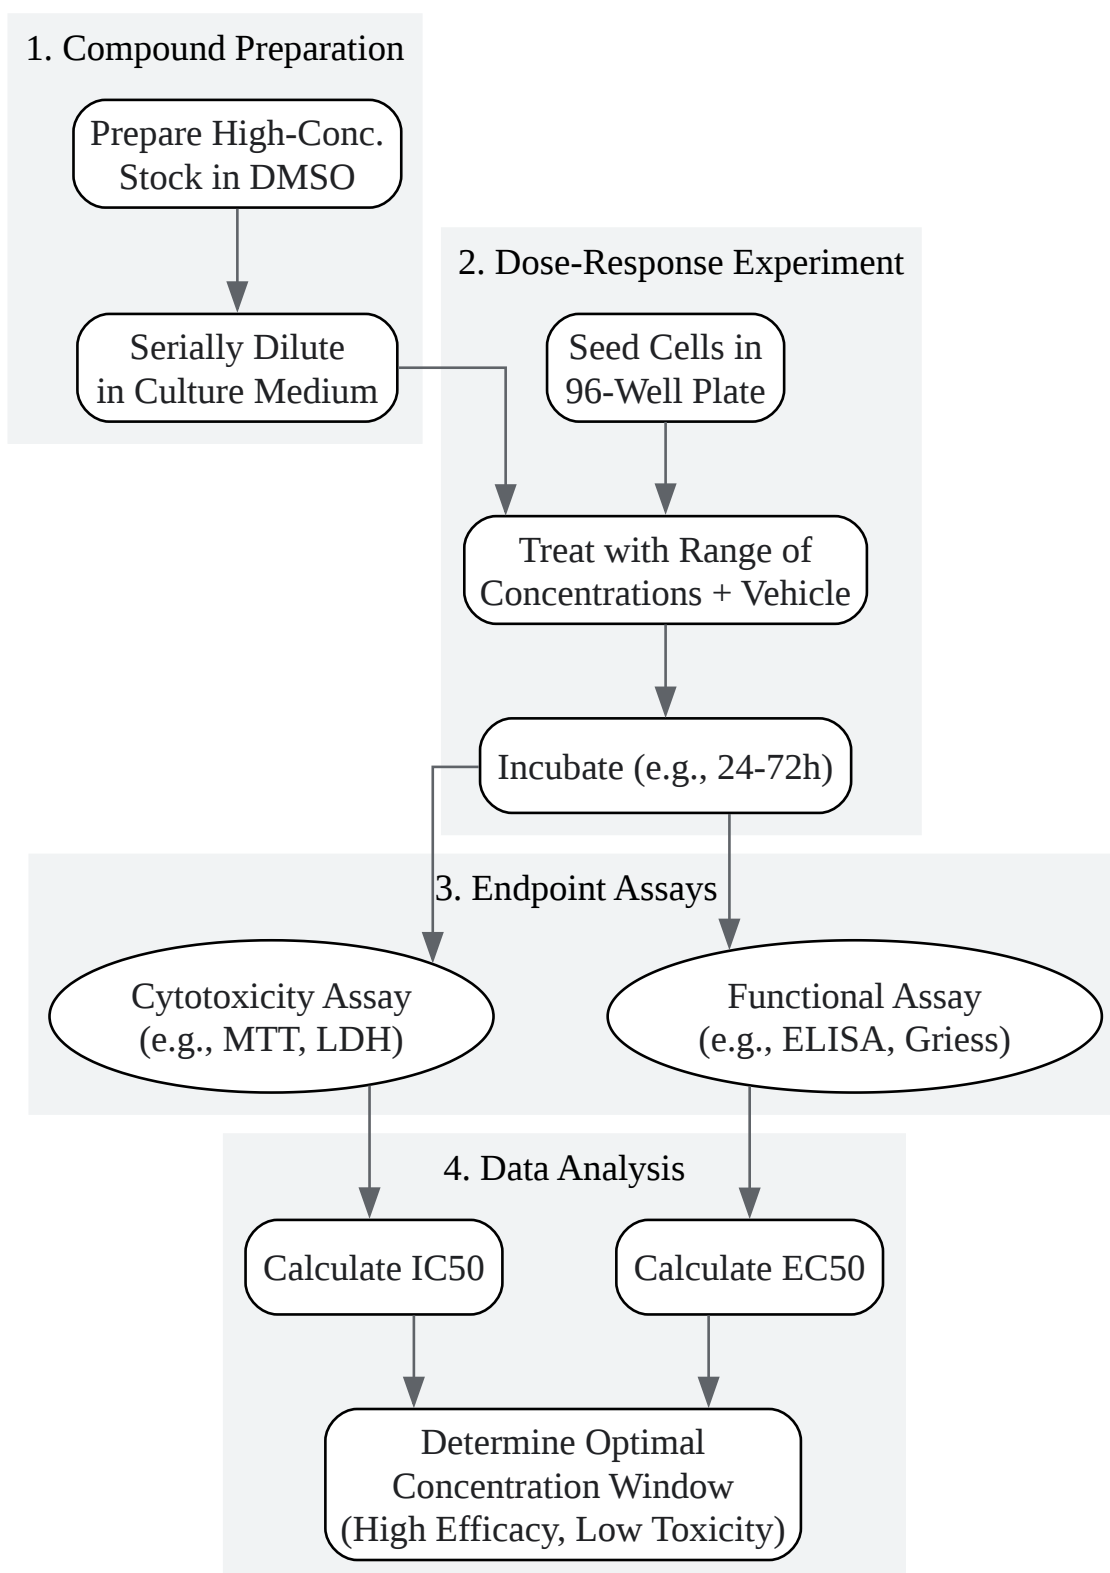 1. Compound Preparation
Prepare High-Conc.
Stock in DMSO
Serially Dilute
in Culture Medium
2. Dose-Response Experiment
Seed Cells in
96-Well Plate
Treat with Range of
Concentrations + Vehicle
Incubate (e.g., 24-72h)
3. Endpoint Assays
Cytotoxicity Assay
(e.g., MTT, LDH)
Functional Assay
(e.g., ELISA, Griess)
4. Data Analysis
Calculate IC50
Calculate EC50
Determine Optimal
Concentration Window
(High Efficacy, Low Toxicity)